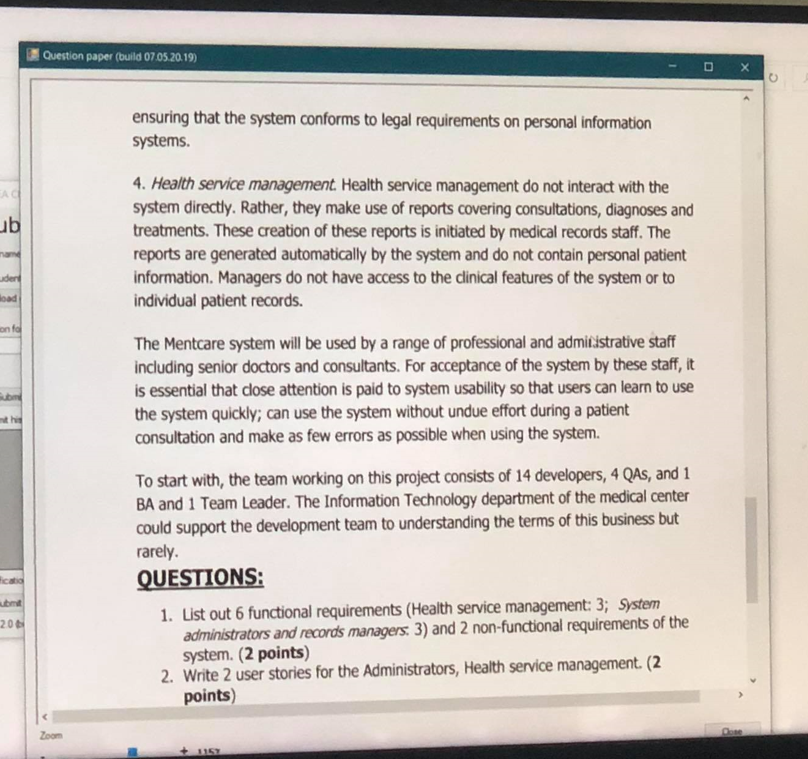 Question paper (build 07.05.20.19)
ensuring that the system conforms to legal requirements on personal information
systems.
4. Health service management. Health service management do not interact with the
system directly. Rather, they make use of reports covering consultations, diagnoses and
treatments. These creation of these reports is initiated by medical records staff. The
reports are generated automatically by the system and do not contain personal patient
information. Managers do not have access to the clinical features of the system or to
individual patient records.
The Mentcare system will be used by a range of professional and administrative staff
including senior doctors and consultants. For acceptance of the system by these staff, it
is essential that close attention is paid to system usability so that users can learn to use
the system quickly; can use the system without undue effort during a patient
consultation and make as few errors as possible when using the system.
To start with, the team working on this project consists of 14 developers, 4 QAs, and 1
BA and 1 Team Leader. The Information Technology department of the medical center
could support the development team to understanding the terms of this business but
rarely.
QUESTIONS:
1. List out 6 functional requirements (Health service management: 3; System
administrators and records managers: 3) and 2 non-functional requirements of the
system. (2 points)
2. Write 2 user stories for the Administrators, Health service management. (2
points)
Zoom
Close